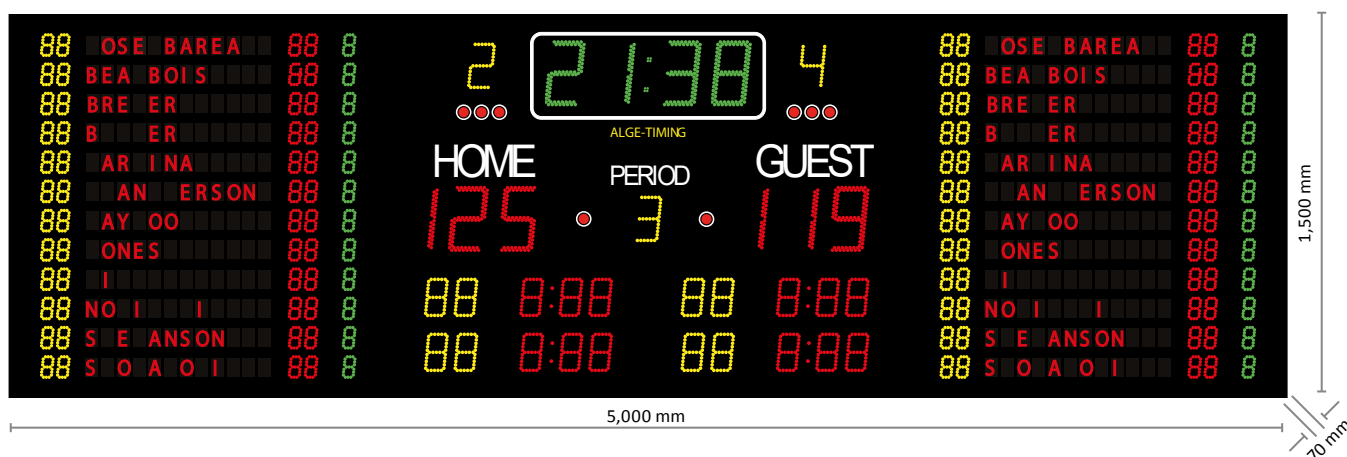 88 OSE BAREA 88 8
88 BEA BOIS 88 8
88 BRE ER 88 8
88 B ER 88 8
88 AR INA 88 8
88 AN ERSON 88 8
88 AY OO 88 8
88 ONES 88 8
88 I 88 8
88 NO I I 88 8
88 S E ANSON 88 8
88 S O A O I 88 8
2 21:38 4
ALGE-TIMING
HOME PERIOD GUEST
125 3 119
88 8:88 88 8:88
88 8:88 88 8:88
88 OSE BAREA 88 8
88 BEA BOIS 88 8
88 BRE ER 88 8
88 B ER 88 8
88 AR INA 88 8
88 AN ERSON 88 8
88 AY OO 88 8
88 ONES 88 8
88 I 88 8
88 NO I I 88 8
88 S E ANSON 88 8
88 S O A O I 88 8
1,500 mm
5,000 mm
70 mm